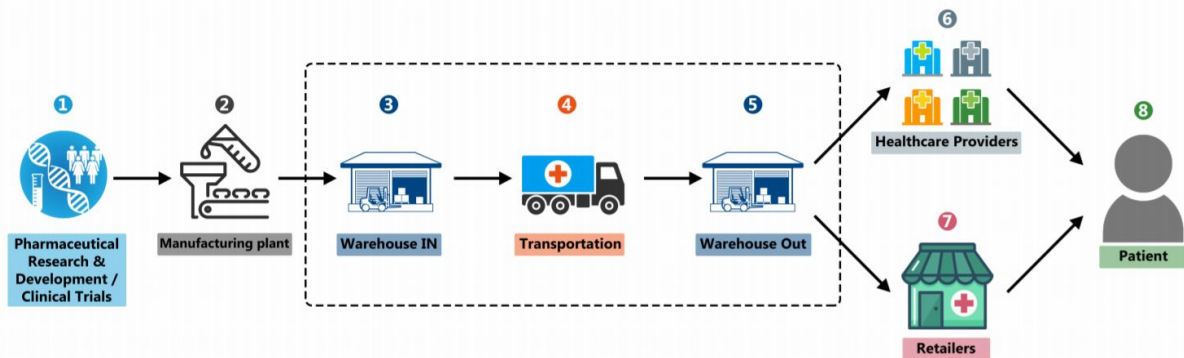 1
Pharmaceutical
Research &
Development /
Clinical Trials
2
Manufacturing plant
3
Warehouse IN
4
Transportation
5
Warehouse Out
6
Healthcare Providers
7
Retailers
8
Patient